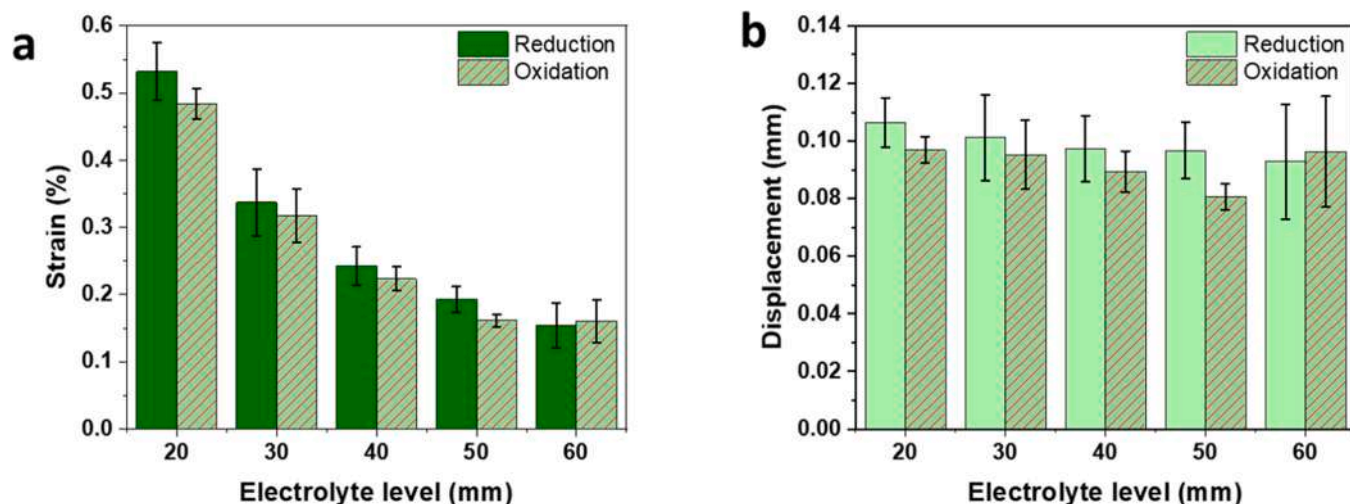 a
Reduction
Oxidation
Strain (%)
0.6
0.5
0.4
0.3
0.2
0.1
0.0
20 30 40 50 60
Electrolyte level (mm)
b
Reduction
Oxidation
Displacement (mm)
0.14
0.12
0.10
0.08
0.06
0.04
0.02
0.00
20 30 40 50 60
Electrolyte level (mm)